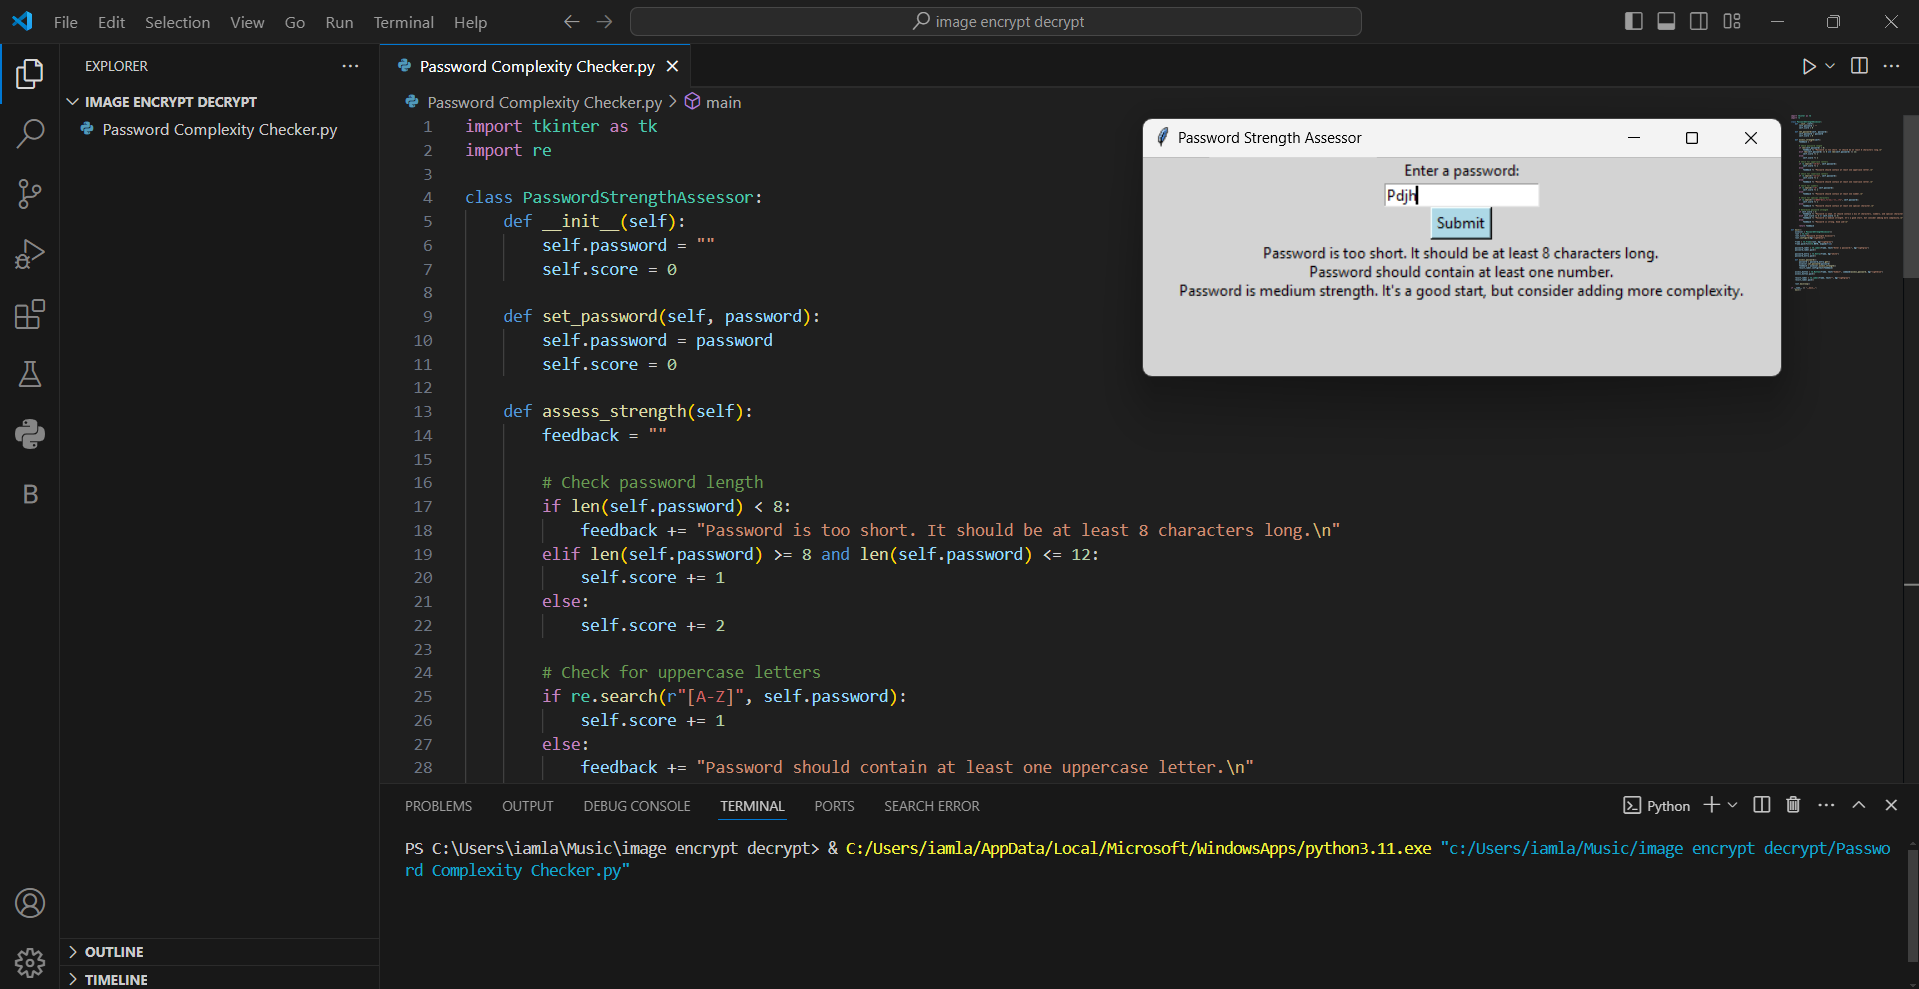 File Edit Selection View Go Run Terminal Help
image encrypt decrypt
EXPLORER
IMAGE ENCRYPT DECRYPT
Password Complexity Checker.py
OUTLINE
TIMELINE
Password Complexity Checker.py
Password Complexity Checker.py > main
1 import tkinter as tk
2 import re
3
4 class PasswordStrengthAssessor:
5 def __init__(self):
6 self.password = ""
7 self.score = 0
8
9 def set_password(self, password):
10 self.password = password
11 self.score = 0
12
13 def assess_strength(self):
14 feedback = ""
15
16 # Check password length
17 if len(self.password) < 8:
18 feedback += "Password is too short. It should be at least 8 characters long.\n"
19 elif len(self.password) >= 8 and len(self.password) <= 12:
20 self.score += 1
21 else:
22 self.score += 2
23
24 # Check for uppercase letters
25 if re.search(r"[A-Z]", self.password):
26 self.score += 1
27 else:
28 feedback += "Password should contain at least one uppercase letter.\n"
Password Strength Assessor
Enter a password:
Pdjh
Submit
Password is too short. It should be at least 8 characters long.
Password should contain at least one number.
Password is medium strength. It's a good start, but consider adding more complexity.
PROBLEMS OUTPUT DEBUG CONSOLE TERMINAL PORTS SEARCH ERROR
Python
PS C:\Users\iamla\Music\image encrypt decrypt> & C:/Users/iamla/AppData/Local/Microsoft/WindowsApps/python3.11.exe "c:/Users/iamla/Music/image encrypt decrypt/Passwo
rd Complexity Checker.py"